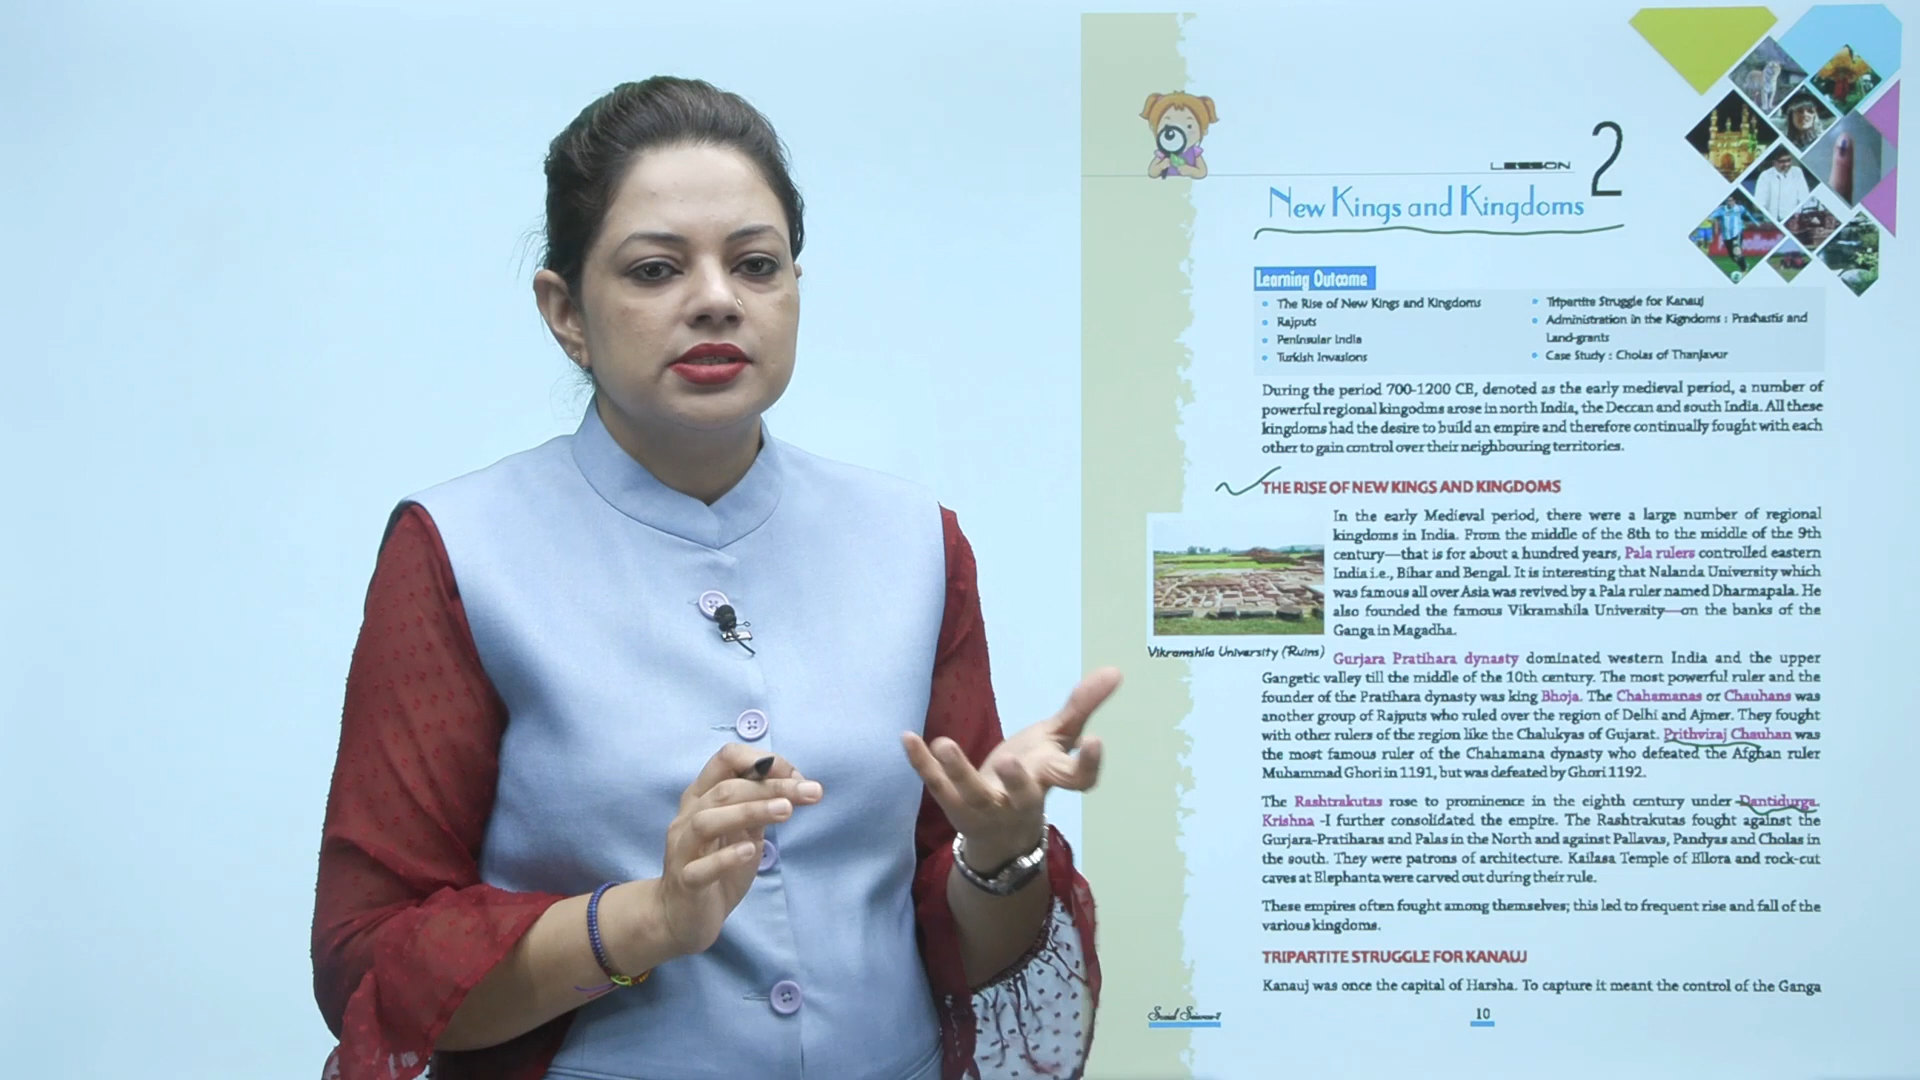 LESSON 2
New Kings and Kingdoms
Learning Outcome
The Rise of New Kings and Kingdoms
Rajputs
Peninsular India
Turkish Invasions
Tripartite Struggle for Kanauj
Administration in the Kigndoms : Prashastis and
Land-grants
Case Study : Cholas of Thanjavur
During the period 700-1200 CE, denoted as the early medieval period, a number of
powerful regional kingodms arose in north India, the Deccan and south India. All these
kingdoms had the desire to build an empire and therefore continually fought with each
other to gain control over their neighbouring territories.
THE RISE OF NEW KINGS AND KINGDOMS
In the early Medieval period, there were a large number of regional
kingdoms in India. From the middle of the 8th to the middle of the 9th
century—that is for about a hundred years, Pala rulers controlled eastern
India i.e., Bihar and Bengal. It is interesting that Nalanda University which
was famous all over Asia was revived by a Pala ruler named Dharmapala. He
also founded the famous Vikramshila University—on the banks of the
Ganga in Magadha.
Vikramshila University (Ruins)
Gurjara Pratihara dynasty dominated western India and the upper
Gangetic valley till the middle of the 10th century. The most powerful ruler and the
founder of the Pratihara dynasty was king Bhoja. The Chahamanas or Chauhans was
another group of Rajputs who ruled over the region of Delhi and Ajmer. They fought
with other rulers of the region like the Chalukyas of Gujarat. Prithviraj Chauhan was
the most famous ruler of the Chahamana dynasty who defeated the Afghan ruler
Muhammad Ghori in 1191, but was defeated by Ghori 1192.
The Rashtrakutas rose to prominence in the eighth century under Dantidurga.
Krishna -I further consolidated the empire. The Rashtrakutas fought against the
Gurjara-Pratiharas and Palas in the North and against Pallavas, Pandyas and Cholas in
the south. They were patrons of architecture. Kailasa Temple of Ellora and rock-cut
caves at Elephanta were carved out during their rule.
These empires often fought among themselves; this led to frequent rise and fall of the
various kingdoms.
TRIPARTITE STRUGGLE FOR KANAUJ
Kanauj was once the capital of Harsha. To capture it meant the control of the Ganga
Social Science-7
10